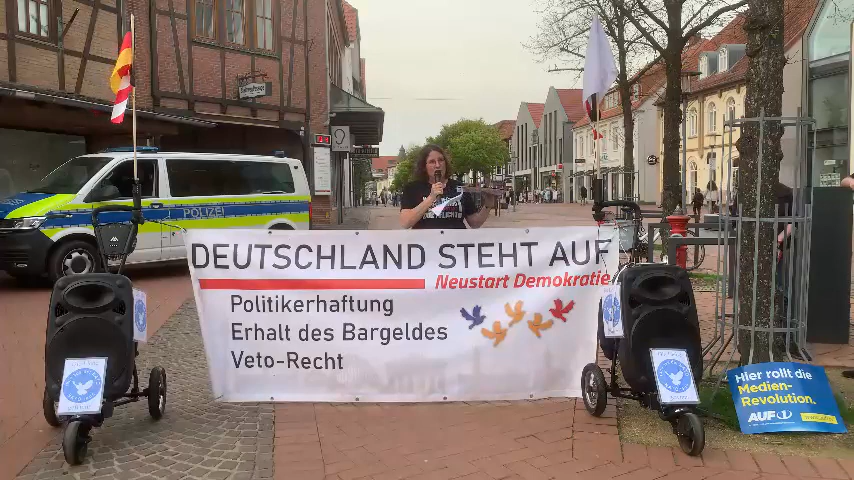 POLIZEI
DEUTSCHLAND STEHT AUF
Neustart Demokratie
Politikerhaftung
Erhalt des Bargeldes
Veto-Recht
Hier rollt die
Medien-
Revolution.
AUF1